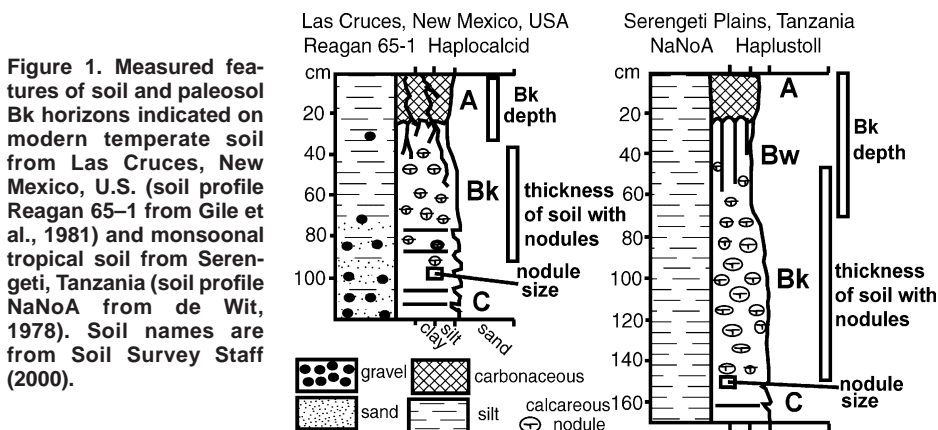 Figure 1. Measured fea-
tures of soil and paleosol
Bk horizons indicated on
modern temperate soil
from Las Cruces, New
Mexico, U.S. (soil profile
Reagan 65–1 from Gile et
al., 1981) and monsoonal
tropical soil from Seren-
geti, Tanzania (soil profile
NaNoA from de Wit,
1978). Soil names are
from Soil Survey Staff
(2000).
Las Cruces, New Mexico, USA
Reagan 65-1 Haplocalcid
cm
20
40
60
80
100
A
Bk
C
Bk
depth
thickness
of soil with
nodules
nodule
size
clay
silt
sand
gravel
carbonaceous
sand
silt
calcareous
nodule
Serengeti Plains, Tanzania
NaNoA Haplustoll
cm
20
40
60
80
100
120
140
160
A
Bw
Bk
C
Bk
depth
thickness
of soil with
nodules
nodule
size